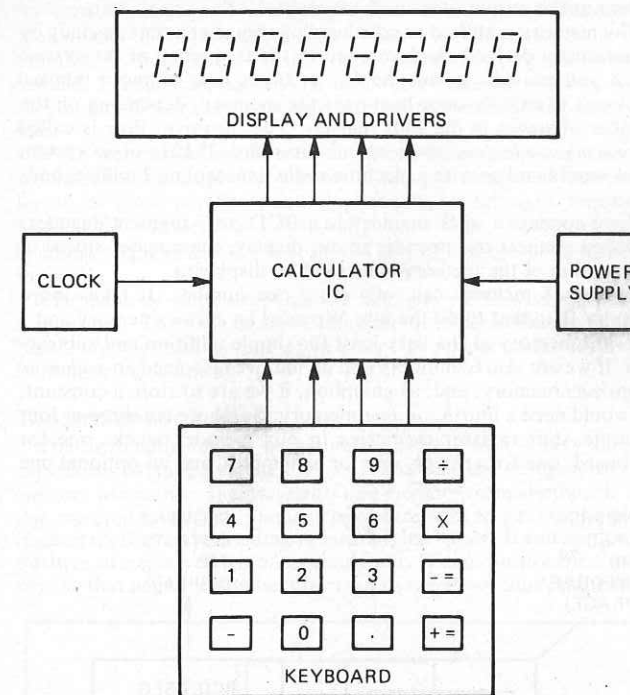 DISPLAY AND DRIVERS
CLOCK
CALCULATOR
IC
POWER
SUPPLY
7 8 9 ÷
4 5 6 X
1 2 3 - =
- 0 . + =
KEYBOARD